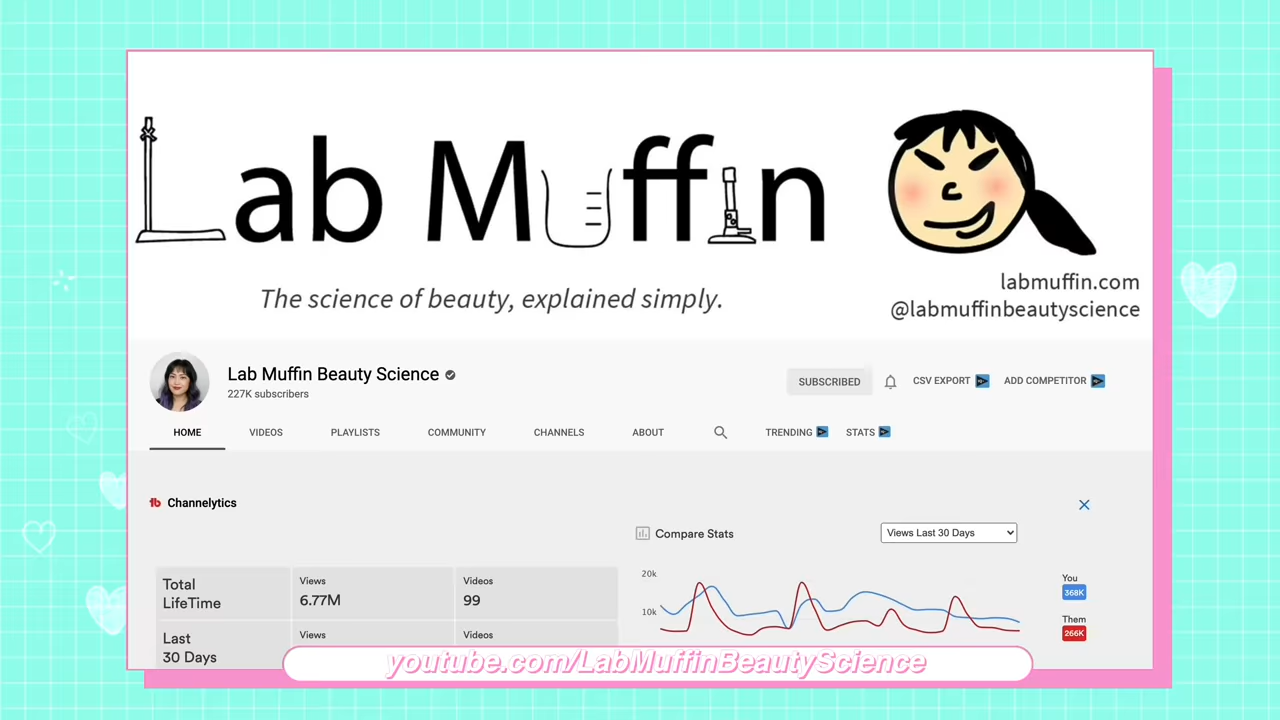 Lab Muffin
The science of beauty, explained simply.
labmuffin.com
@labmuffinbeautyscience
Lab Muffin Beauty Science
227K subscribers
SUBSCRIBED
CSV EXPORT
ADD COMPETITOR
HOME VIDEOS PLAYLISTS COMMUNITY CHANNELS ABOUT TRENDING STATS
tb Channelytics
Compare Stats
Views Last 30 Days
Total
LifeTime
Views
6.77M
Videos
99
20k
10k
You
368K
Them
266K
Last
30 Days
Views
Videos
youtube.com/LabMuffinBeautyScience